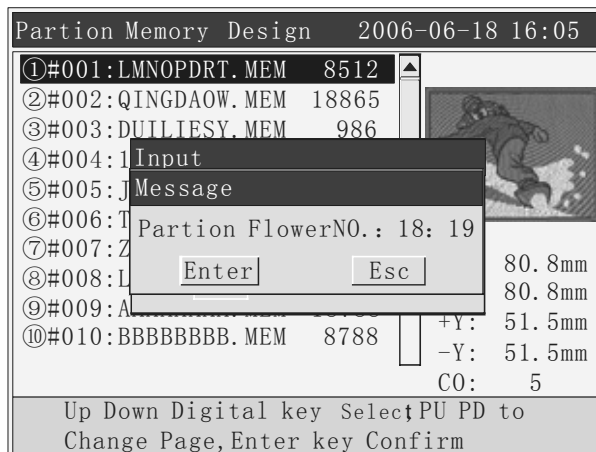 Partion Memory Design 2006-06-18 16:05
①#001:LMNOPDRT.MEM 8512
②#002:QINGDAOW.MEM 18865
③#003:DUILIESY.MEM 986
④#004:1
⑤#005:J
⑥#006:T
⑦#007:Z
⑧#008:L
⑨#009:
⑩#010:BBBBBBBB.MEM 8788
Input
Message
Partion FlowerNO.: 18: 19
Enter Esc
80.8mm
80.8mm
+Y: 51.5mm
-Y: 51.5mm
CO: 5
Up Down Digital key Select,PU PD to
Change Page,Enter key Confirm